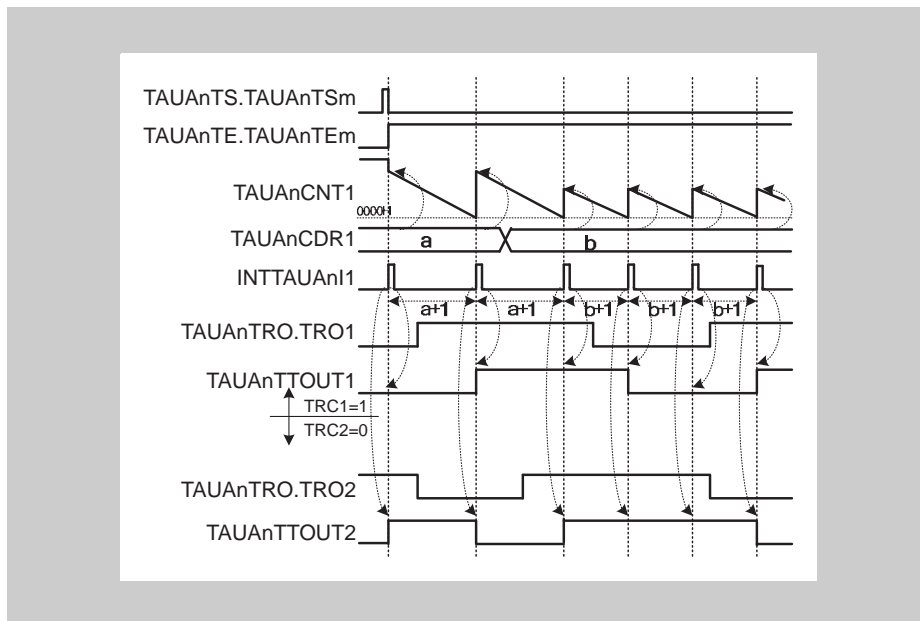 TAUAnTS.TAUAnTSm
TAUAnTE.TAUAnTEm
TAUAnCNT1
0000H
TAUAnCDR1
a
b
INTTAUAnI1
a+1 a+1 b+1 b+1 b+1
TAUAnTRO.TRO1
TAUAnTTOUT1
TRC1=1
TRC2=0
TAUAnTRO.TRO2
TAUAnTTOUT2